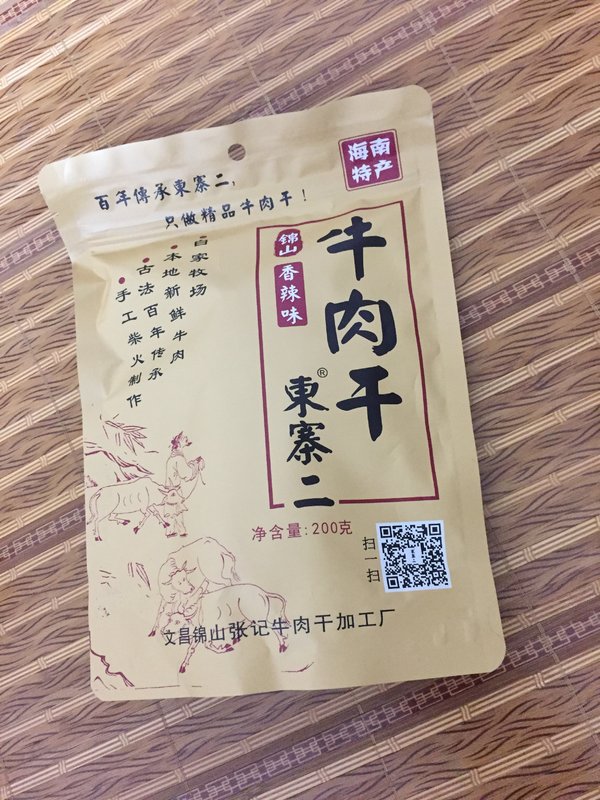 海南
特产
百年傳承東寨二，
只做精品牛肉干！
牛肉干
錦山
香辣味
東寨二®
自家牧场
本地新鲜牛肉
古法百年传承
手工柴火制作
净含量:200克
扫一扫
文昌锦山张记牛肉干加工厂